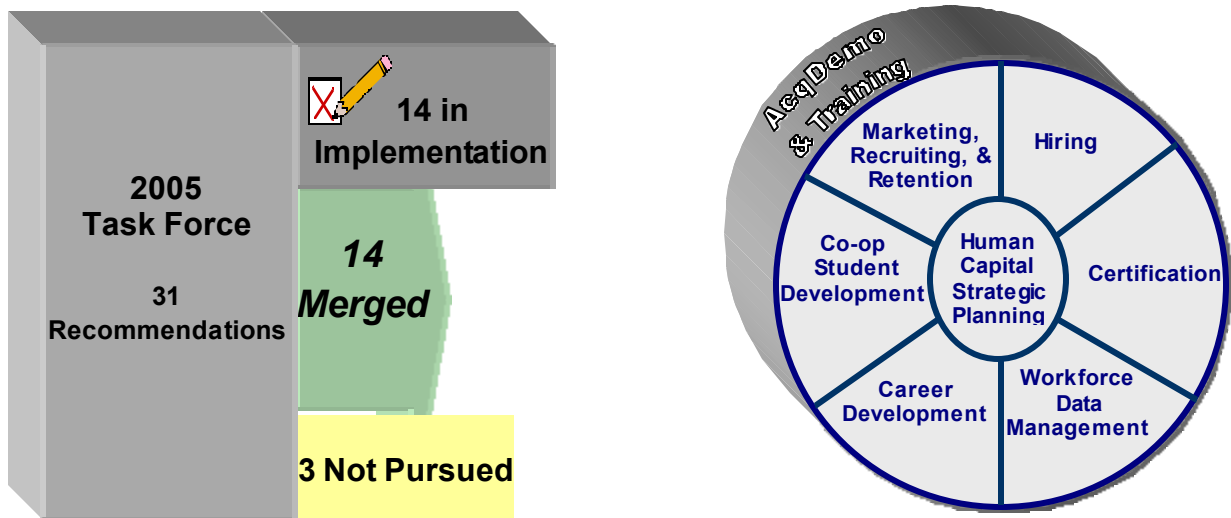 2005
Task Force
31
Recommendations
14 in
Implementation
14
Merged
3 Not Pursued
AcqDemo
& Training
Marketing,
Recruiting, &
Retention
Hiring
Co-op
Student
Development
Human
Capital
Strategic
Planning
Certification
Career
Development
Workforce
Data
Management